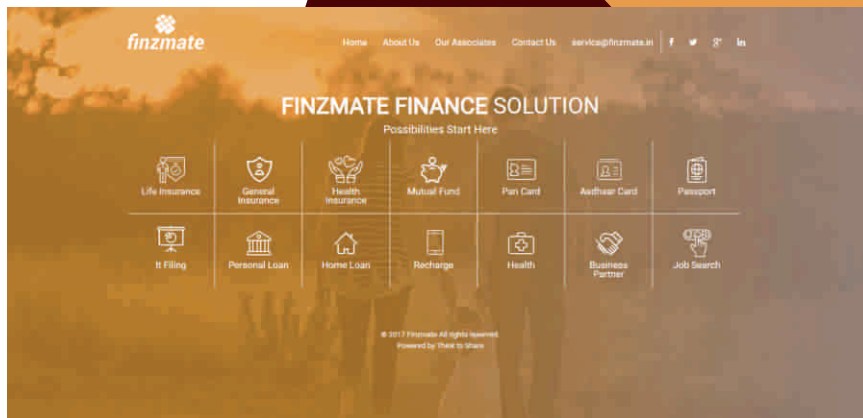 finzmate
Home About Us Our Associates Contact Us service@finzmate.in f g+ in
FINZMATE FINANCE SOLUTION
Possibilities Start Here
Life Insurance
General
Insurance
Health
Insurance
Mutual Fund
Pan Card
Aadhaar Card
Passport
It Filing
Personal Loan
Home Loan
Recharge
Health
Business
Partner
Job Search
© 2017 Finzmate All rights reserved
Powered by Think to Share